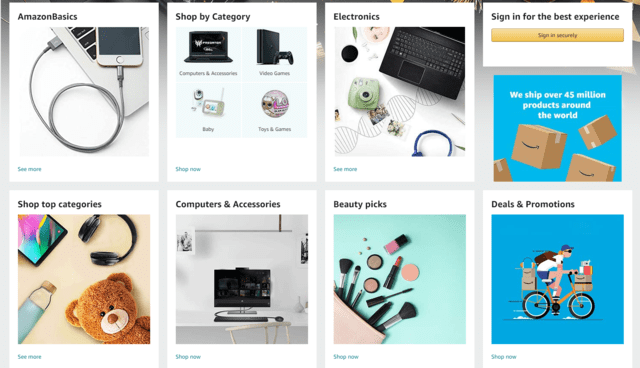 AmazonBasics
See more
Shop by Category
PREDATOR
Computers & Accessories
Video Games
Baby
Toys & Games
Shop now
Electronics
See more
Sign in for the best experience
Sign in securely
We ship over 45 million
products around
the world
Shop top categories
See more
Computers & Accessories
Shop now
Beauty picks
Shop now
Deals & Promotions
Shop now